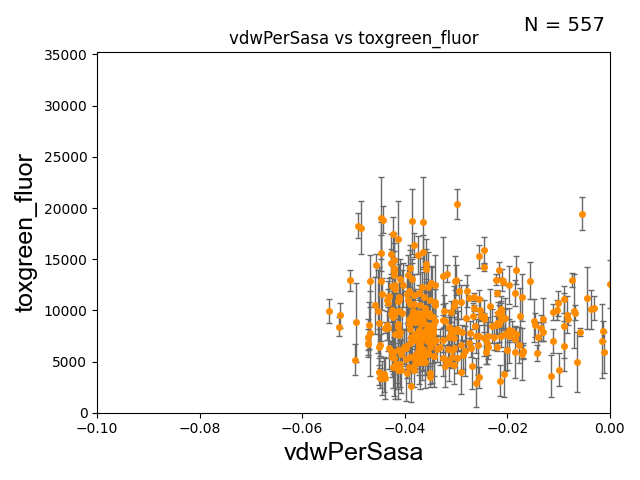 N = 557
vdwPerSasa vs toxgreen_fluor
35000
30000
25000
20000
15000
10000
5000
0
toxgreen_fluor
−0.10 −0.08 −0.06 −0.04 −0.02 0.00
vdwPerSasa